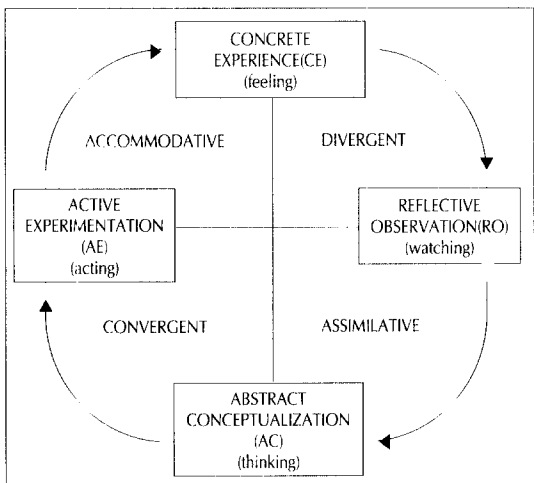 CONCRETE
EXPERIENCE(CE)
(feeling)
ACCOMMODATIVE
DIVERGENT
ACTIVE
EXPERIMENTATION
(AE)
(acting)
REFLECTIVE
OBSERVATION(RO)
(watching)
CONVERGENT
ASSIMILATIVE
ABSTRACT
CONCEPTUALIZATION
(AC)
(thinking)